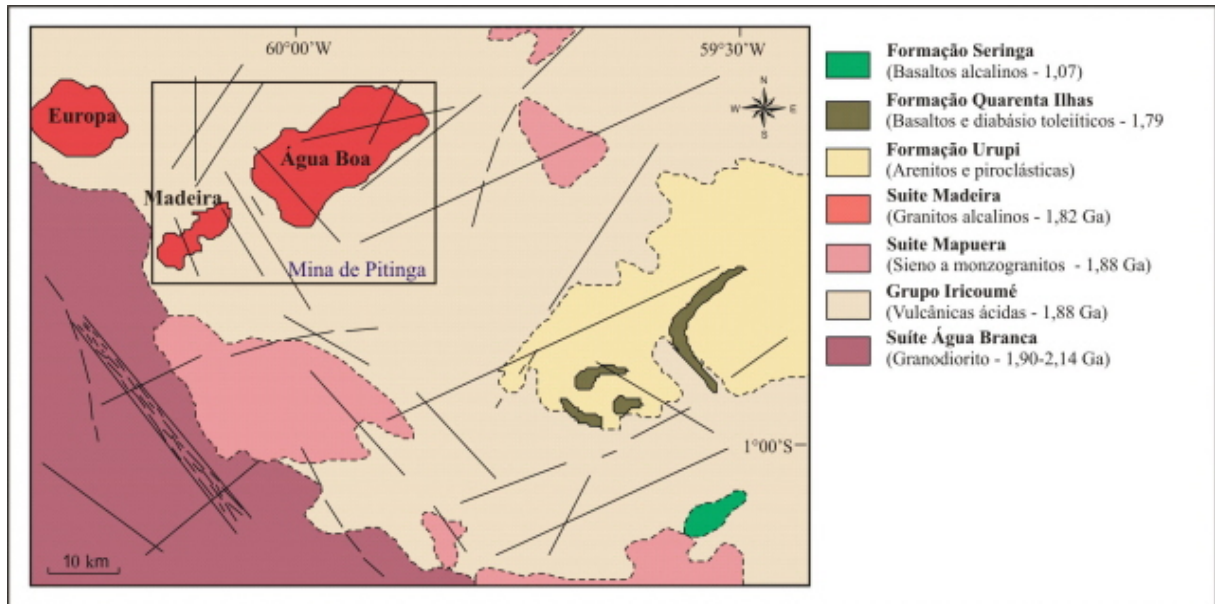 60°00'W
59°30'W
N
W E
S
Europa
Água Boa
Madeira
Mina de Pitinga
1°00'S
10 km
Formação Seringa
(Basaltos alcalinos - 1,07)
Formação Quarenta Ilhas
(Basaltos e diabásio toleiíticos - 1,79
Formação Urupi
(Arenitos e piroclásticas)
Suite Madeira
(Granitos alcalinos - 1,82 Ga)
Suite Mapuera
(Sieno a monzogranitos - 1,88 Ga)
Grupo Iricoumé
(Vulcânicas ácidas - 1,88 Ga)
Suíte Água Branca
(Granodiorito - 1,90-2,14 Ga)